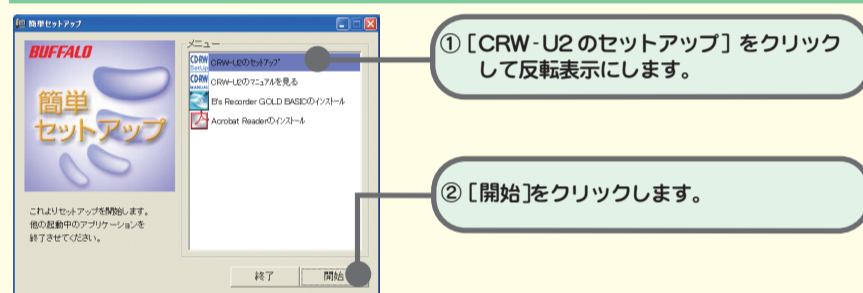 簡単セットアップ
BUFFALO
簡単
セットアップ
これよりセットアップを開始します。
他の起動中のアプリケーションを
終了させてください。
メニュー
CDRW SetUp CRW-U2のセットアップ
CDRW MANUAL CRW-U2のマニュアルを見る
B's Recorder GOLD BASICのインストール
Acrobat Readerのインストール
終了
開始
①［CRW-U2 のセットアップ］をクリック
して反転表示にします。
②［開始］をクリックします。